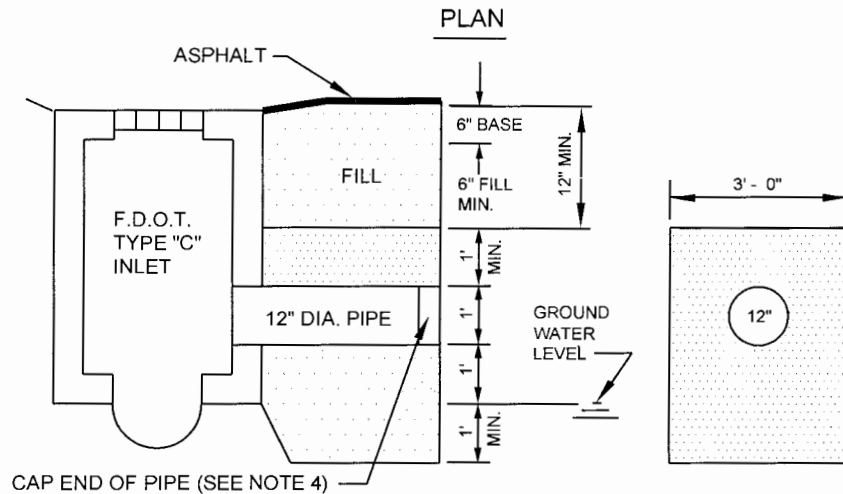 PLAN
ASPHALT
6" BASE
FILL
6" FILL
MIN.
12" MIN.
3' - 0"
F.D.O.T.
TYPE "C"
INLET
1'
MIN.
12" DIA. PIPE
1'
GROUND
WATER
LEVEL
12"
1'
1'
MIN.
CAP END OF PIPE (SEE NOTE 4)